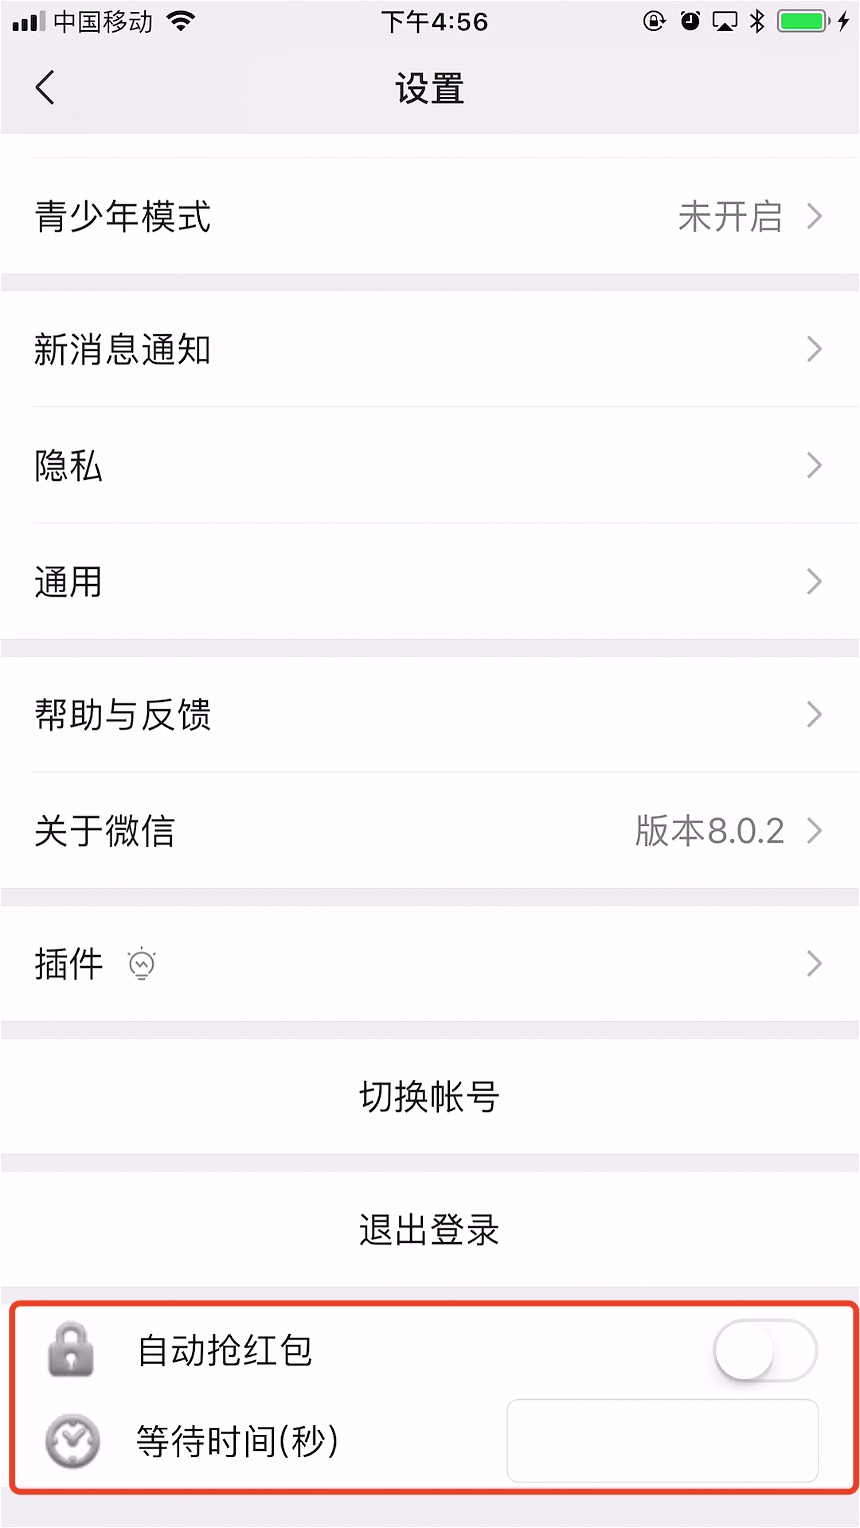 中国移动 下午4:56
设置
青少年模式 未开启
新消息通知
隐私
通用
帮助与反馈
关于微信 版本8.0.2
插件
切换帐号
退出登录
自动抢红包
等待时间(秒)